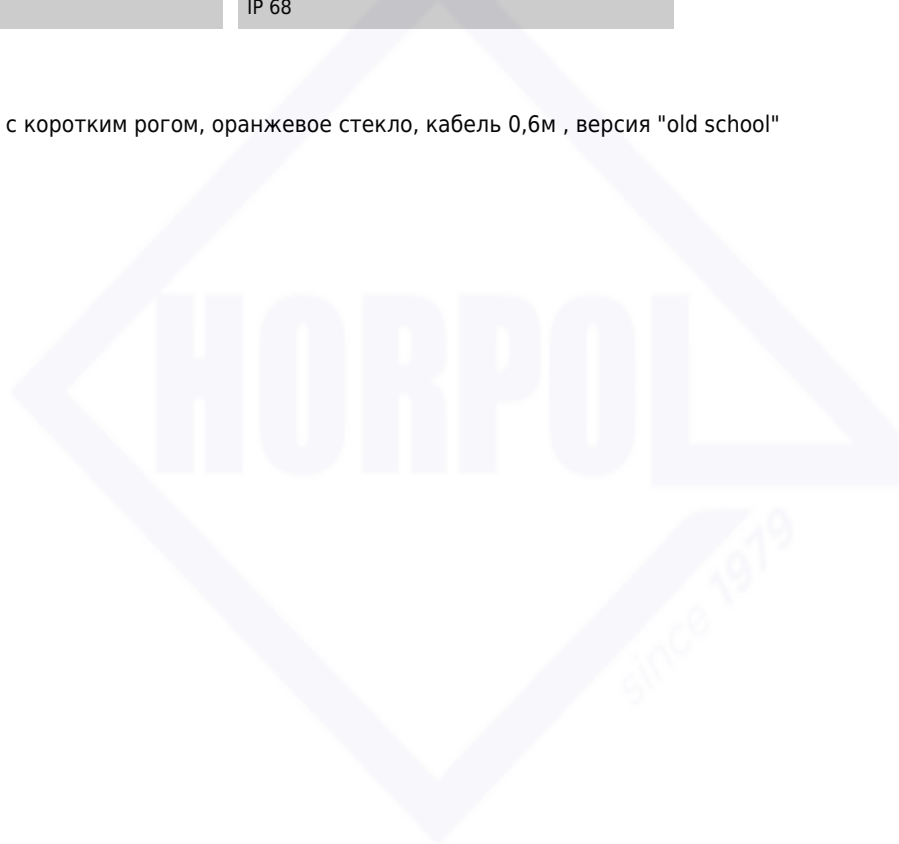 IP 68
с коротким рогом, оранжевое стекло, кабель 0,6м , версия "old school"
HORPOL
since 1979